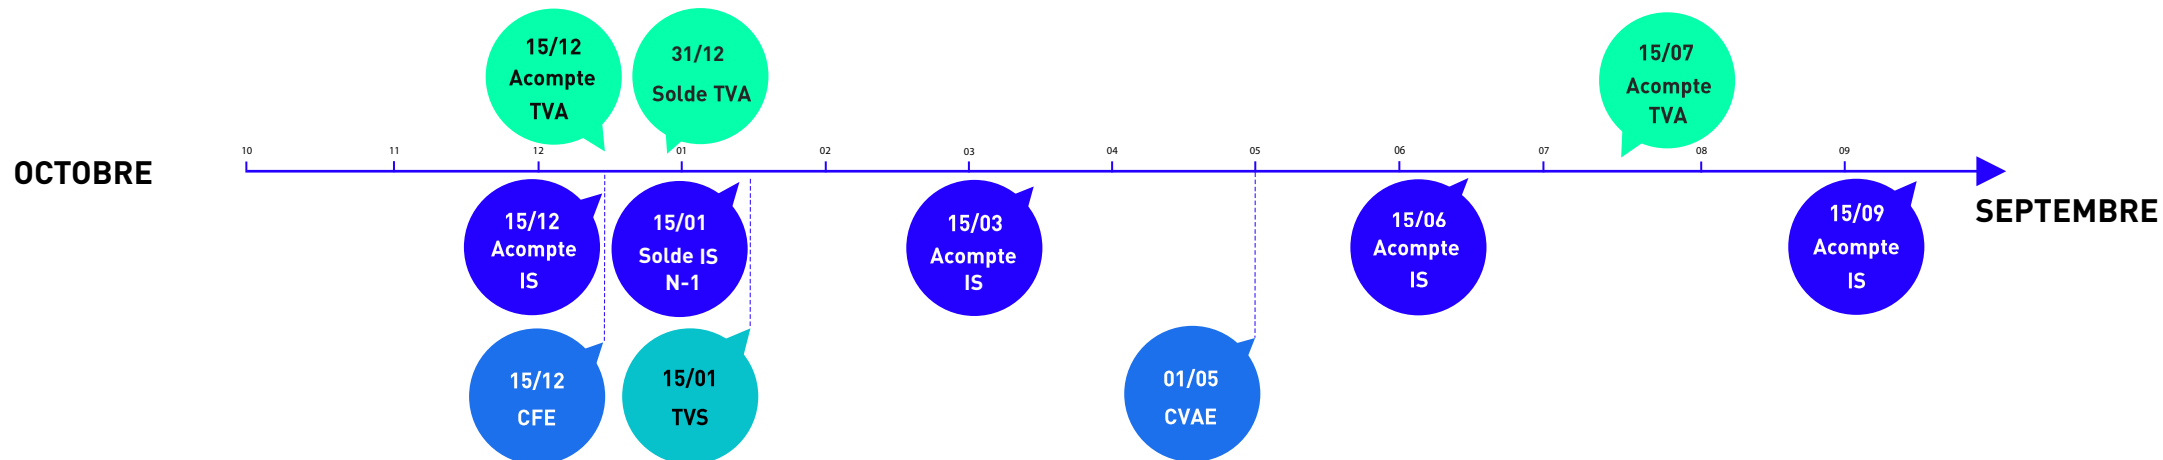 15/12
Acompte
TVA
31/12
Solde TVA
15/07
Acompte
TVA
OCTOBRE
10
11
12
01
02
03
04
05
06
07
08
09
SEPTEMBRE
15/12
Acompte
IS
15/01
Solde IS
N-1
15/03
Acompte
IS
15/06
Acompte
IS
15/09
Acompte
IS
15/12
CFE
15/01
TVS
01/05
CVAE